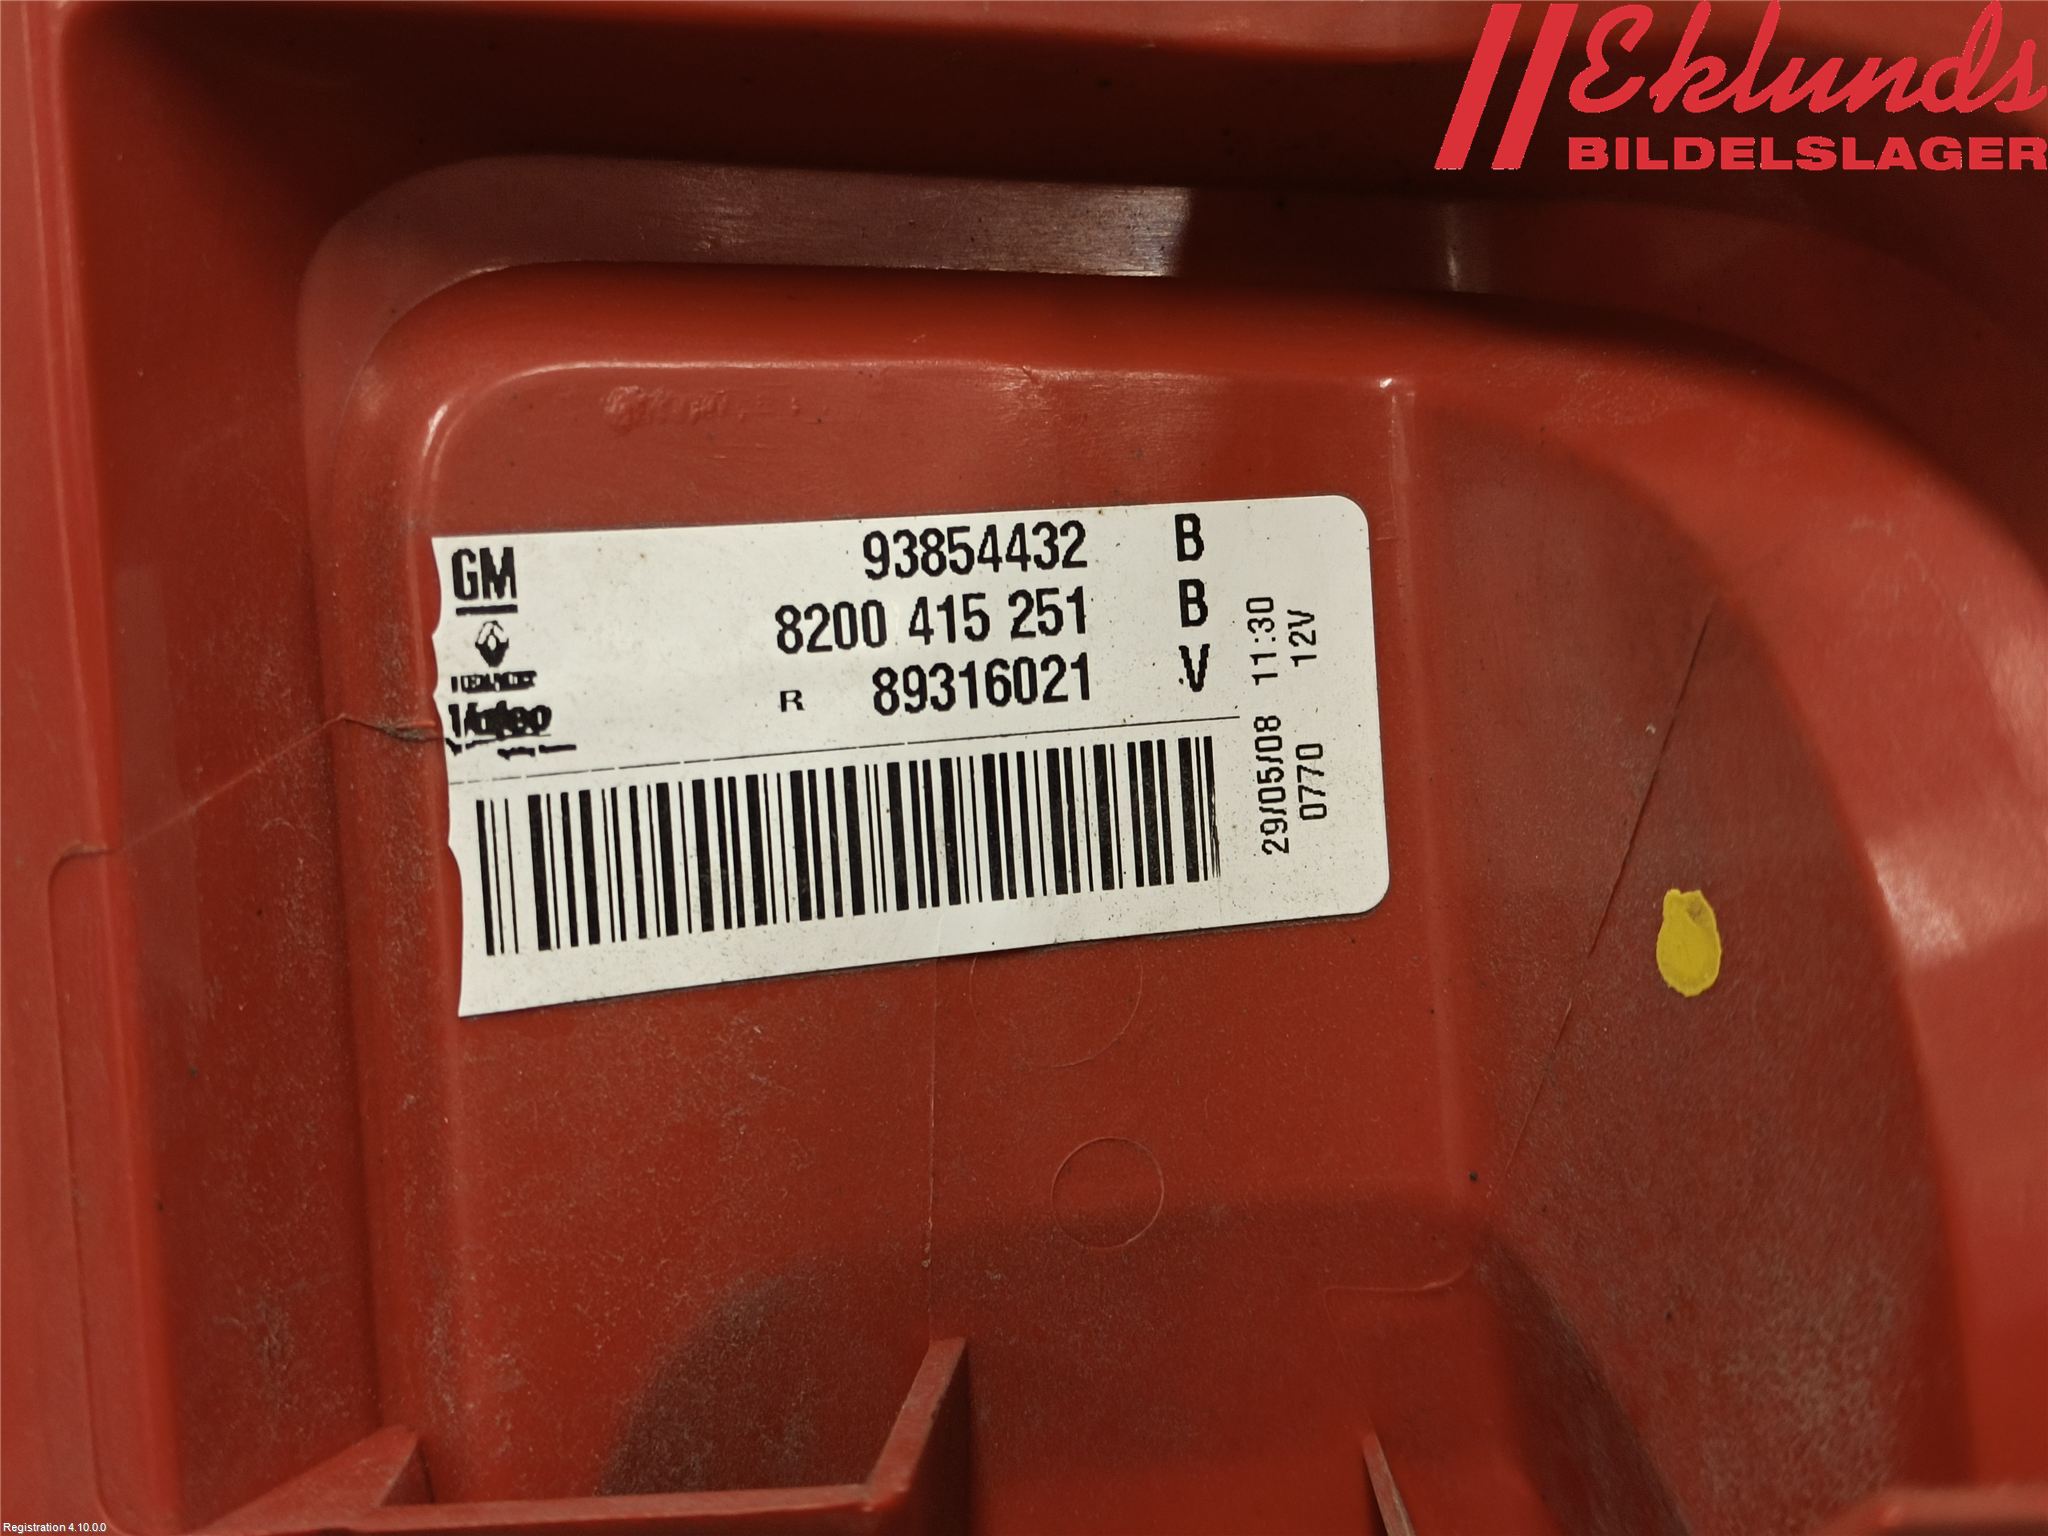 Eklunds
BILDELSLAGER
GM
93854432 B
8200 415 251 B
R 89316021 V
Valeo
29/05/08 11:30
0770 12V
Registration 4.10.0.0